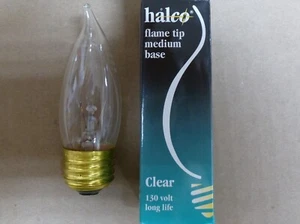 halco®
flame tip
medium
base
Clear
130 volt
long life